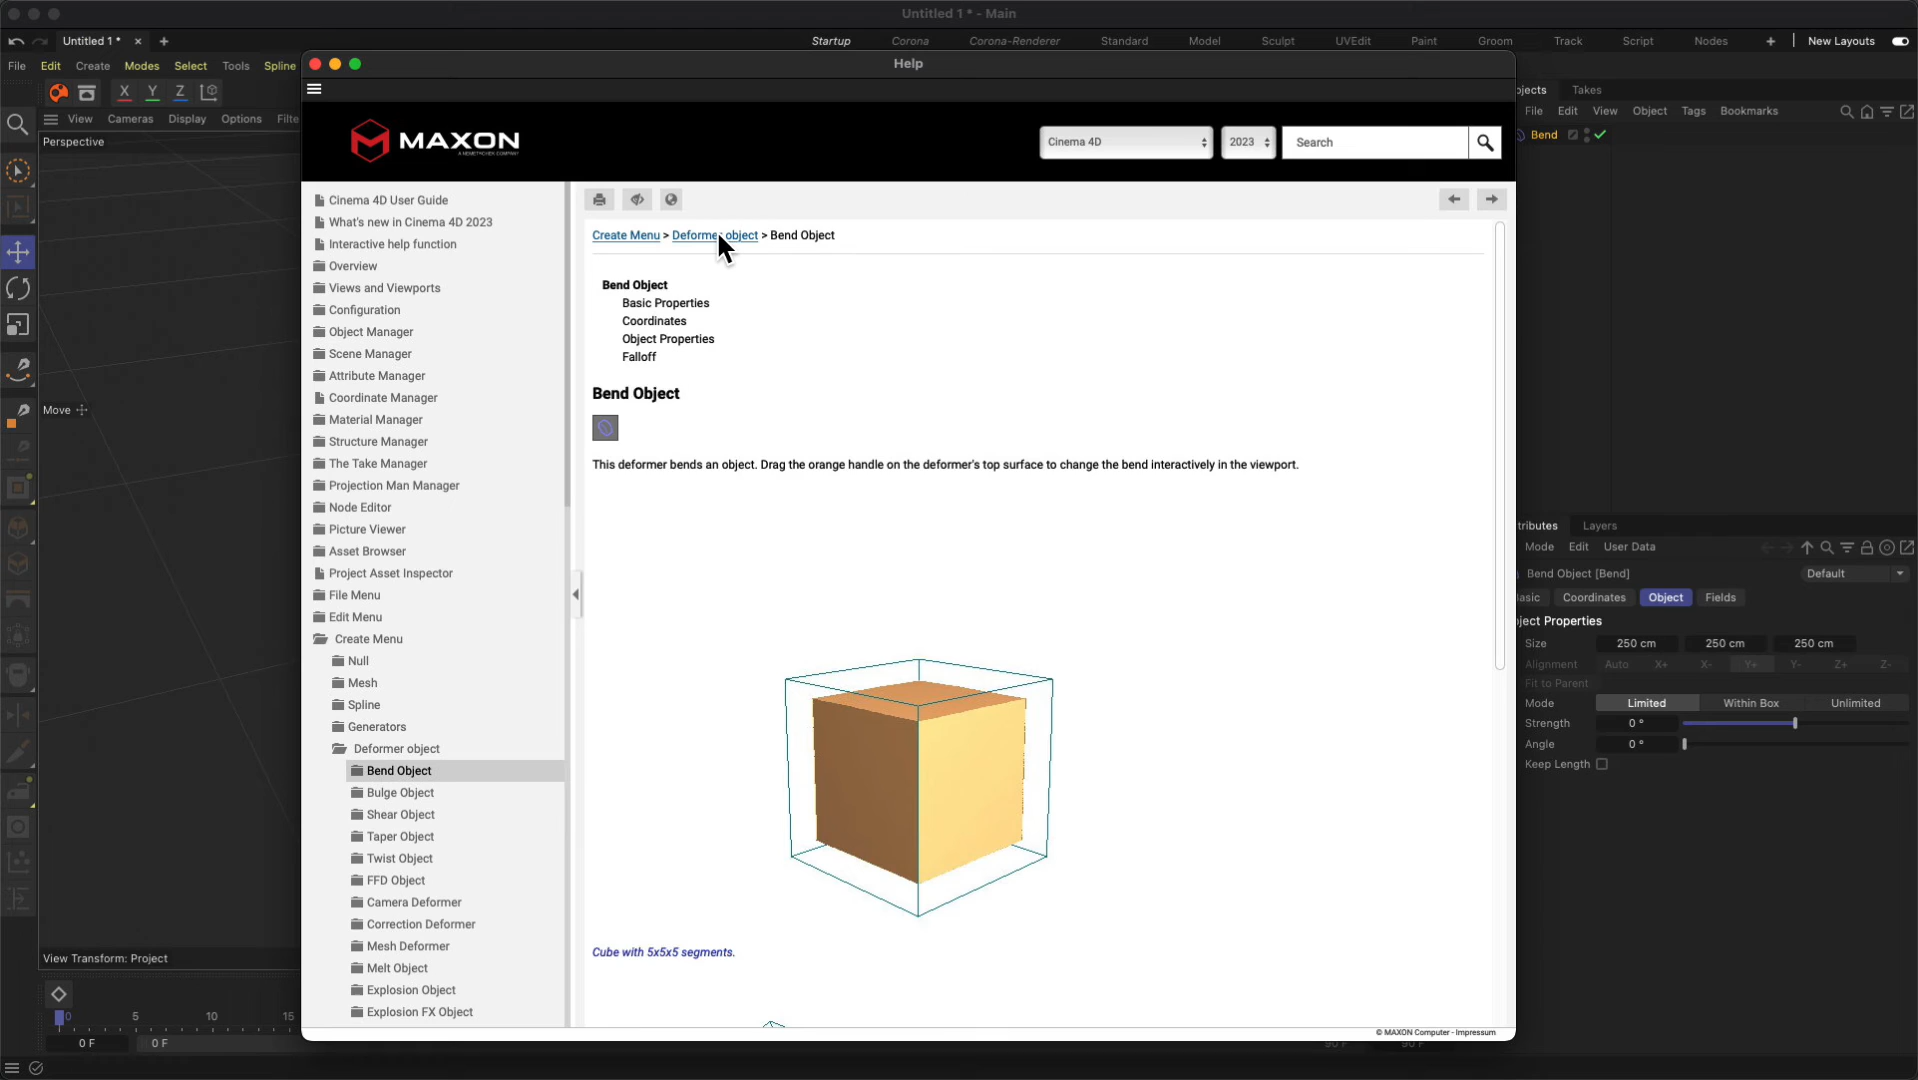 Untitled 1 * - Main
Untitled 1 * × +
Startup Corona Corona-Renderer Standard Model Sculpt UVEdit Paint Groom Track Script Nodes + New Layouts
File Edit Create Modes Select Tools Spline
Help
X Y Z
View Cameras Display Options Filte
Perspective
MAXON
A NEMETSCHEK COMPANY
Cinema 4D
2023
Search
jects Takes
File Edit View Object Tags Bookmarks
Bend
Cinema 4D User Guide
What's new in Cinema 4D 2023
Interactive help function
Overview
Views and Viewports
Configuration
Object Manager
Scene Manager
Attribute Manager
Coordinate Manager
Material Manager
Structure Manager
The Take Manager
Projection Man Manager
Node Editor
Picture Viewer
Asset Browser
Project Asset Inspector
File Menu
Edit Menu
Create Menu
Null
Mesh
Spline
Generators
Deformer object
Bend Object
Bulge Object
Shear Object
Taper Object
Twist Object
FFD Object
Camera Deformer
Correction Deformer
Mesh Deformer
Melt Object
Explosion Object
Explosion FX Object
Create Menu > Deformer object > Bend Object
Bend Object
Basic Properties
Coordinates
Object Properties
Falloff
Bend Object
This deformer bends an object. Drag the orange handle on the deformer's top surface to change the bend interactively in the viewport.
Cube with 5x5x5 segments.
© MAXON Computer - Impressum
Move
View Transform: Project
0 5 10 15
0 F 0 F 90 F 90 F
tributes Layers
Mode Edit User Data
Bend Object [Bend] Default
asic Coordinates Object Fields
ject Properties
Size 250 cm 250 cm 250 cm
Alignment Auto X+ X- Y+ Y- Z+ Z-
Fit to Parent
Mode Limited Within Box Unlimited
Strength 0 °
Angle 0 °
Keep Length